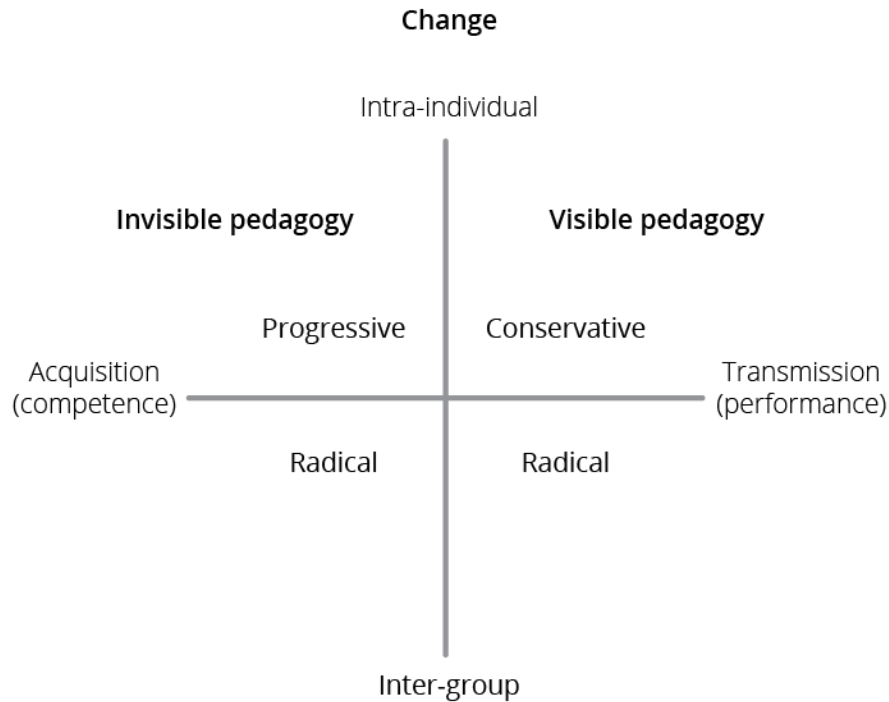 Change
Intra-individual
Invisible pedagogy
Visible pedagogy
Progressive
Conservative
Acquisition
(competence)
Transmission
(performance)
Radical
Radical
Inter-group